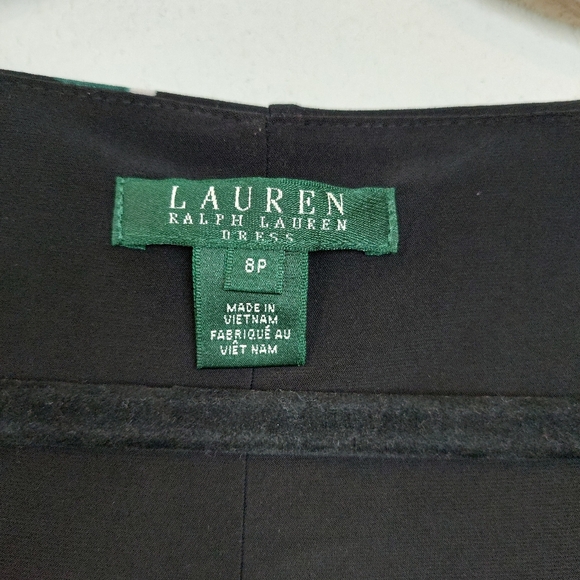 LAUREN
RALPH LAUREN
DRESS
8P
MADE IN
VIETNAM
FABRIQUÉ AU
VIÊT NAM